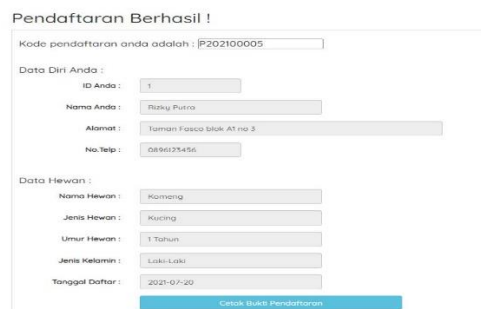 Pendaftaran Berhasil !
Kode pendaftaran anda adalah : P202100005
Data Diri Anda :
ID Anda : 1
Nama Anda : Rizky Putra
Alamat : Taman Fasco blok A1 no 3
No.Telp : 0896123456
Data Hewan :
Nama Hewan : Komeng
Jenis Hewan : Kucing
Umur Hewan : 1 Tahun
Jenis Kelamin : Laki-Laki
Tanggal Daftar : 2021-07-20
Cetak Bukti Pendaftaran